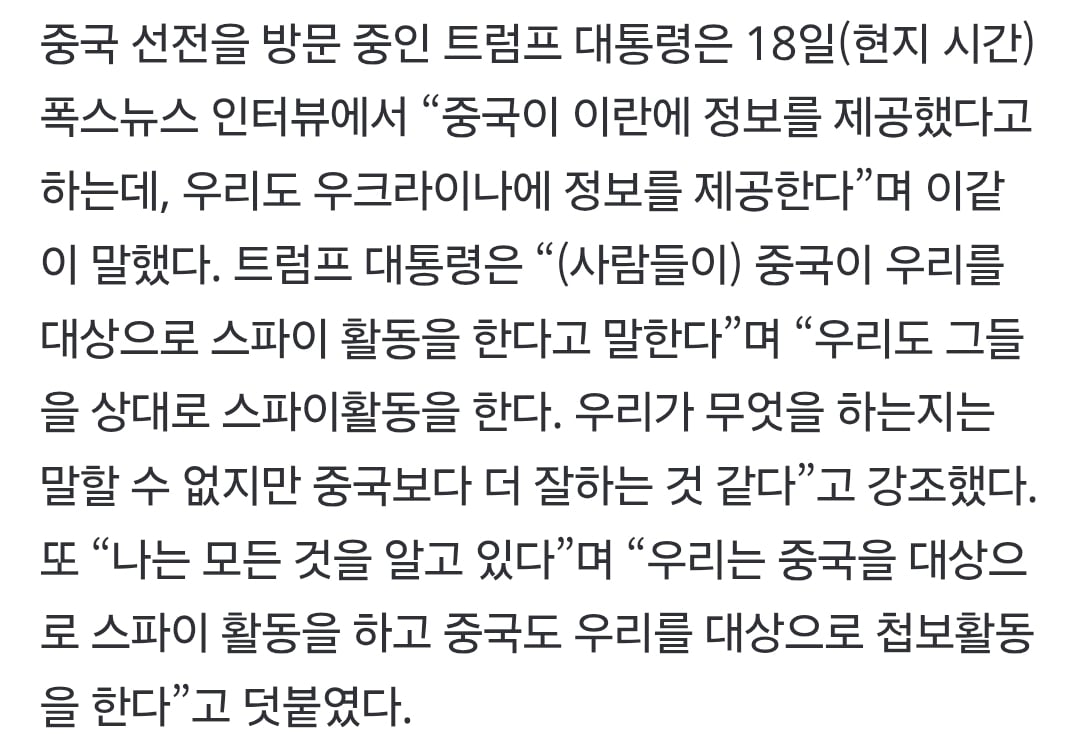 중국 선전을 방문 중인 트럼프 대통령은 18일(현지 시간)
폭스뉴스 인터뷰에서 “중국이 이란에 정보를 제공했다고
하는데, 우리도 우크라이나에 정보를 제공한다”며 이같
이 말했다. 트럼프 대통령은 “(사람들이) 중국이 우리를
대상으로 스파이 활동을 한다고 말한다”며 “우리도 그들
을 상대로 스파이활동을 한다. 우리가 무엇을 하는지는
말할 수 없지만 중국보다 더 잘하는 것 같다”고 강조했다.
또 “나는 모든 것을 알고 있다”며 “우리는 중국을 대상으
로 스파이 활동을 하고 중국도 우리를 대상으로 첩보활동
을 한다”고 덧붙였다.